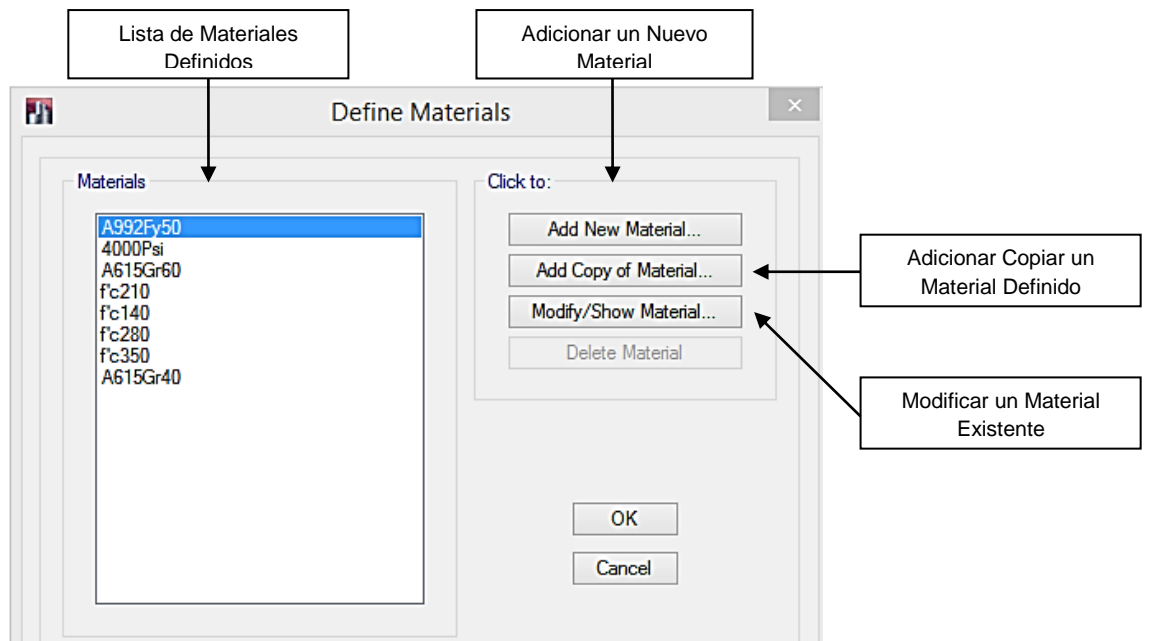 Lista de Materiales
Definidos
Adicionar un Nuevo
Material
Define Materials
Materials
A992Fy50
4000Psi
A615Gr60
f'c210
f'c140
f'c280
f'c350
A615Gr40
Click to:
Add New Material...
Add Copy of Material...
Modify/Show Material...
Delete Material
Adicionar Copiar un
Material Definido
Modificar un Material
Existente
OK
Cancel